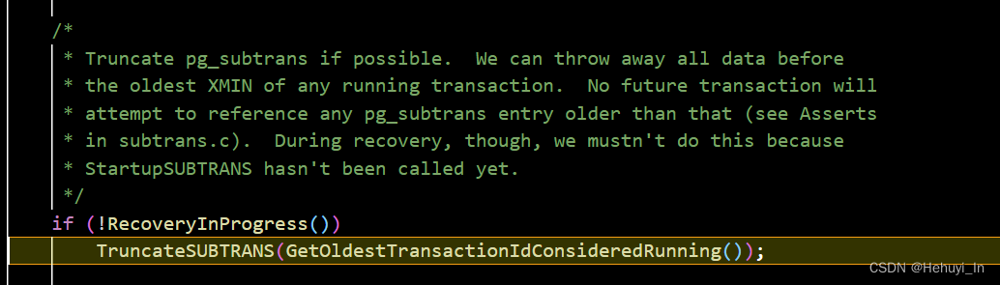 /*
* Truncate pg_subtrans if possible.  We can throw away all data before
* the oldest XMIN of any running transaction.  No future transaction will
* attempt to reference any pg_subtrans entry older than that (see Asserts
* in subtrans.c).  During recovery, though, we mustn't do this because
* StartupSUBTRANS hasn't been called yet.
*/
if (!RecoveryInProgress())
TruncateSUBTRANS(GetOldestTransactionIdConsideredRunning());
CSDN @Hehuyi_In